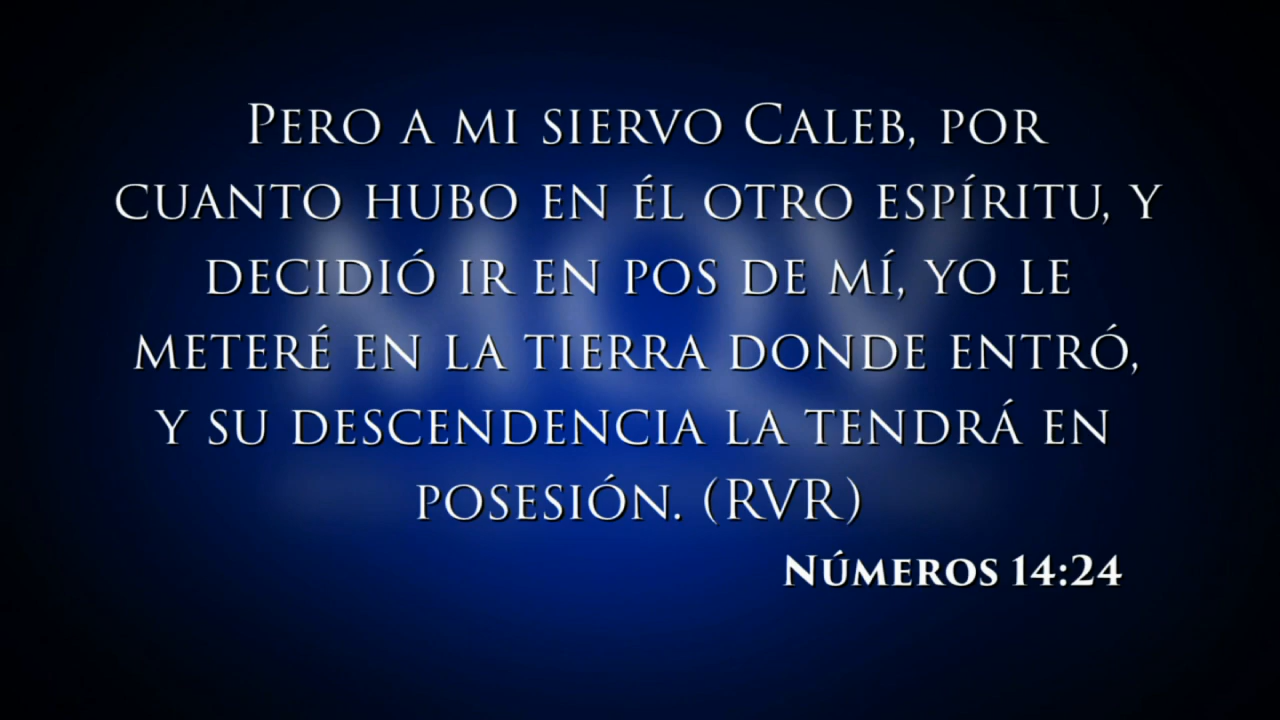 Pero a mi siervo Caleb, por
cuanto hubo en él otro espíritu, y
decidió ir en pos de mí, yo le
meteré en la tierra donde entró,
y su descendencia la tendrá en
posesión. (RVR)
Números 14:24